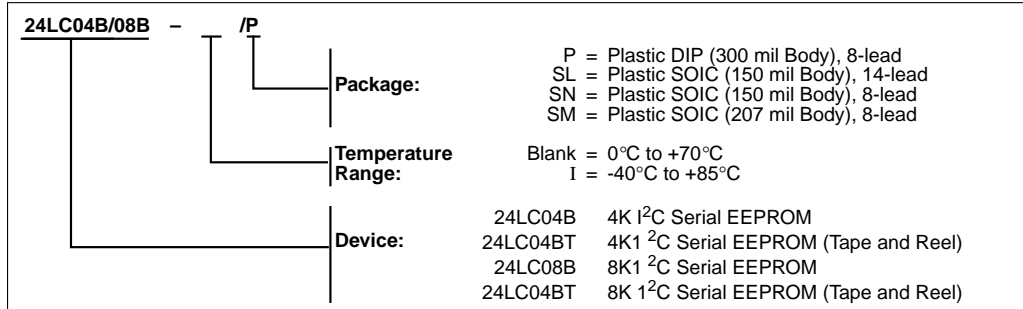 24LC04B/08B – /P
Package:
P = Plastic DIP (300 mil Body), 8-lead
SL = Plastic SOIC (150 mil Body), 14-lead
SN = Plastic SOIC (150 mil Body), 8-lead
SM = Plastic SOIC (207 mil Body), 8-lead
Temperature
Range:
Blank = 0°C to +70°C
I = -40°C to +85°C
Device:
24LC04B 4K I²C Serial EEPROM
24LC04BT 4K1 ²C Serial EEPROM (Tape and Reel)
24LC08B 8K1 ²C Serial EEPROM
24LC04BT 8K 1²C Serial EEPROM (Tape and Reel)